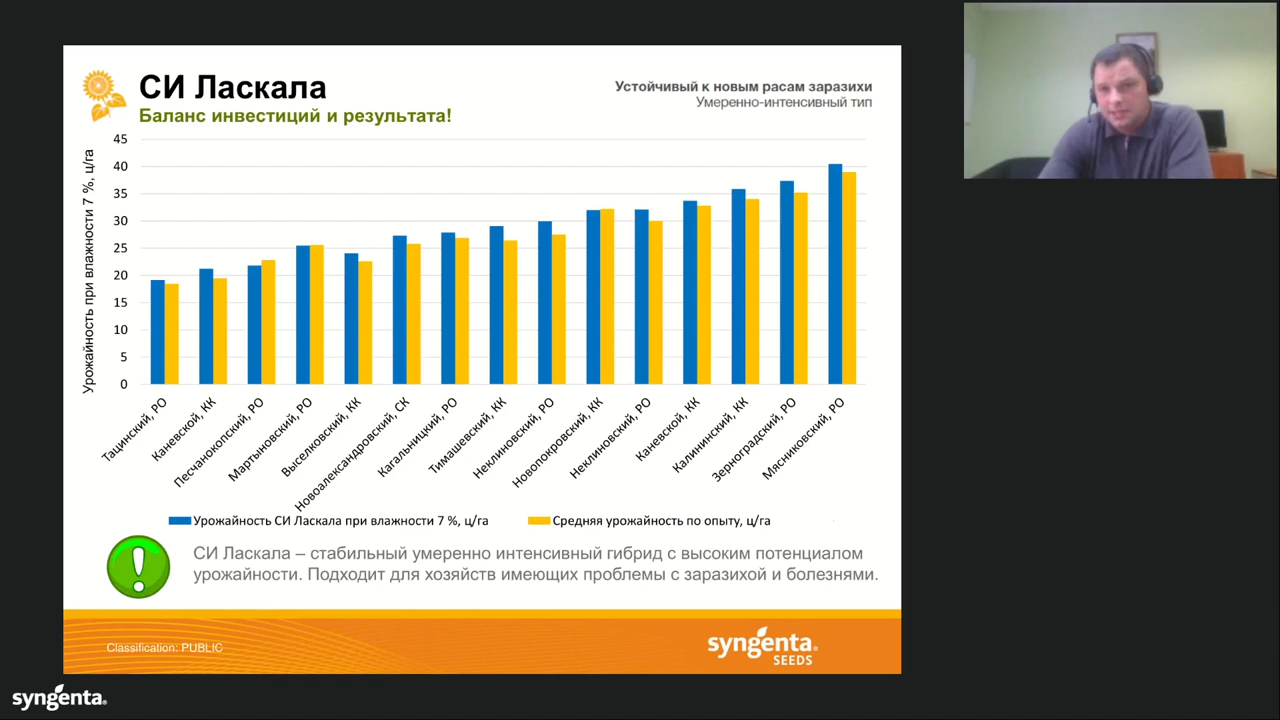 СИ Ласкала
Баланс инвестиций и результата!
Устойчивый к новым расам заразихи
Умеренно-интенсивный тип
Урожайность при влажности 7 %, ц/га
45
40
35
30
25
20
15
10
5
0
Тацинский, РО
Каневской, КК
Песчанокопский, РО
Мартыновский, РО
Выселковский, КК
Новоалександровский, СК
Кагальницкий, РО
Тимашевский, КК
Неклиновский, РО
Новопокровский, КК
Неклиновский, РО
Каневской, КК
Калининский, КК
Зерноградский, РО
Мясниковский, РО
Урожайность СИ Ласкала при влажности 7 %, ц/га
Средняя урожайность по опыту, ц/га
СИ Ласкала – стабильный умеренно интенсивный гибрид с высоким потенциалом
урожайности. Подходит для хозяйств имеющих проблемы с заразихой и болезнями.
Classification: PUBLIC
syngenta
SEEDS
syngenta